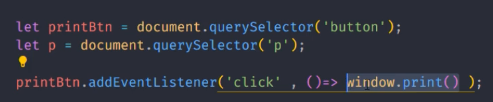 let printBtn = document.querySelector('button');
let p = document.querySelector('p');
printBtn.addEventListener('click' , ()=> window.print() );